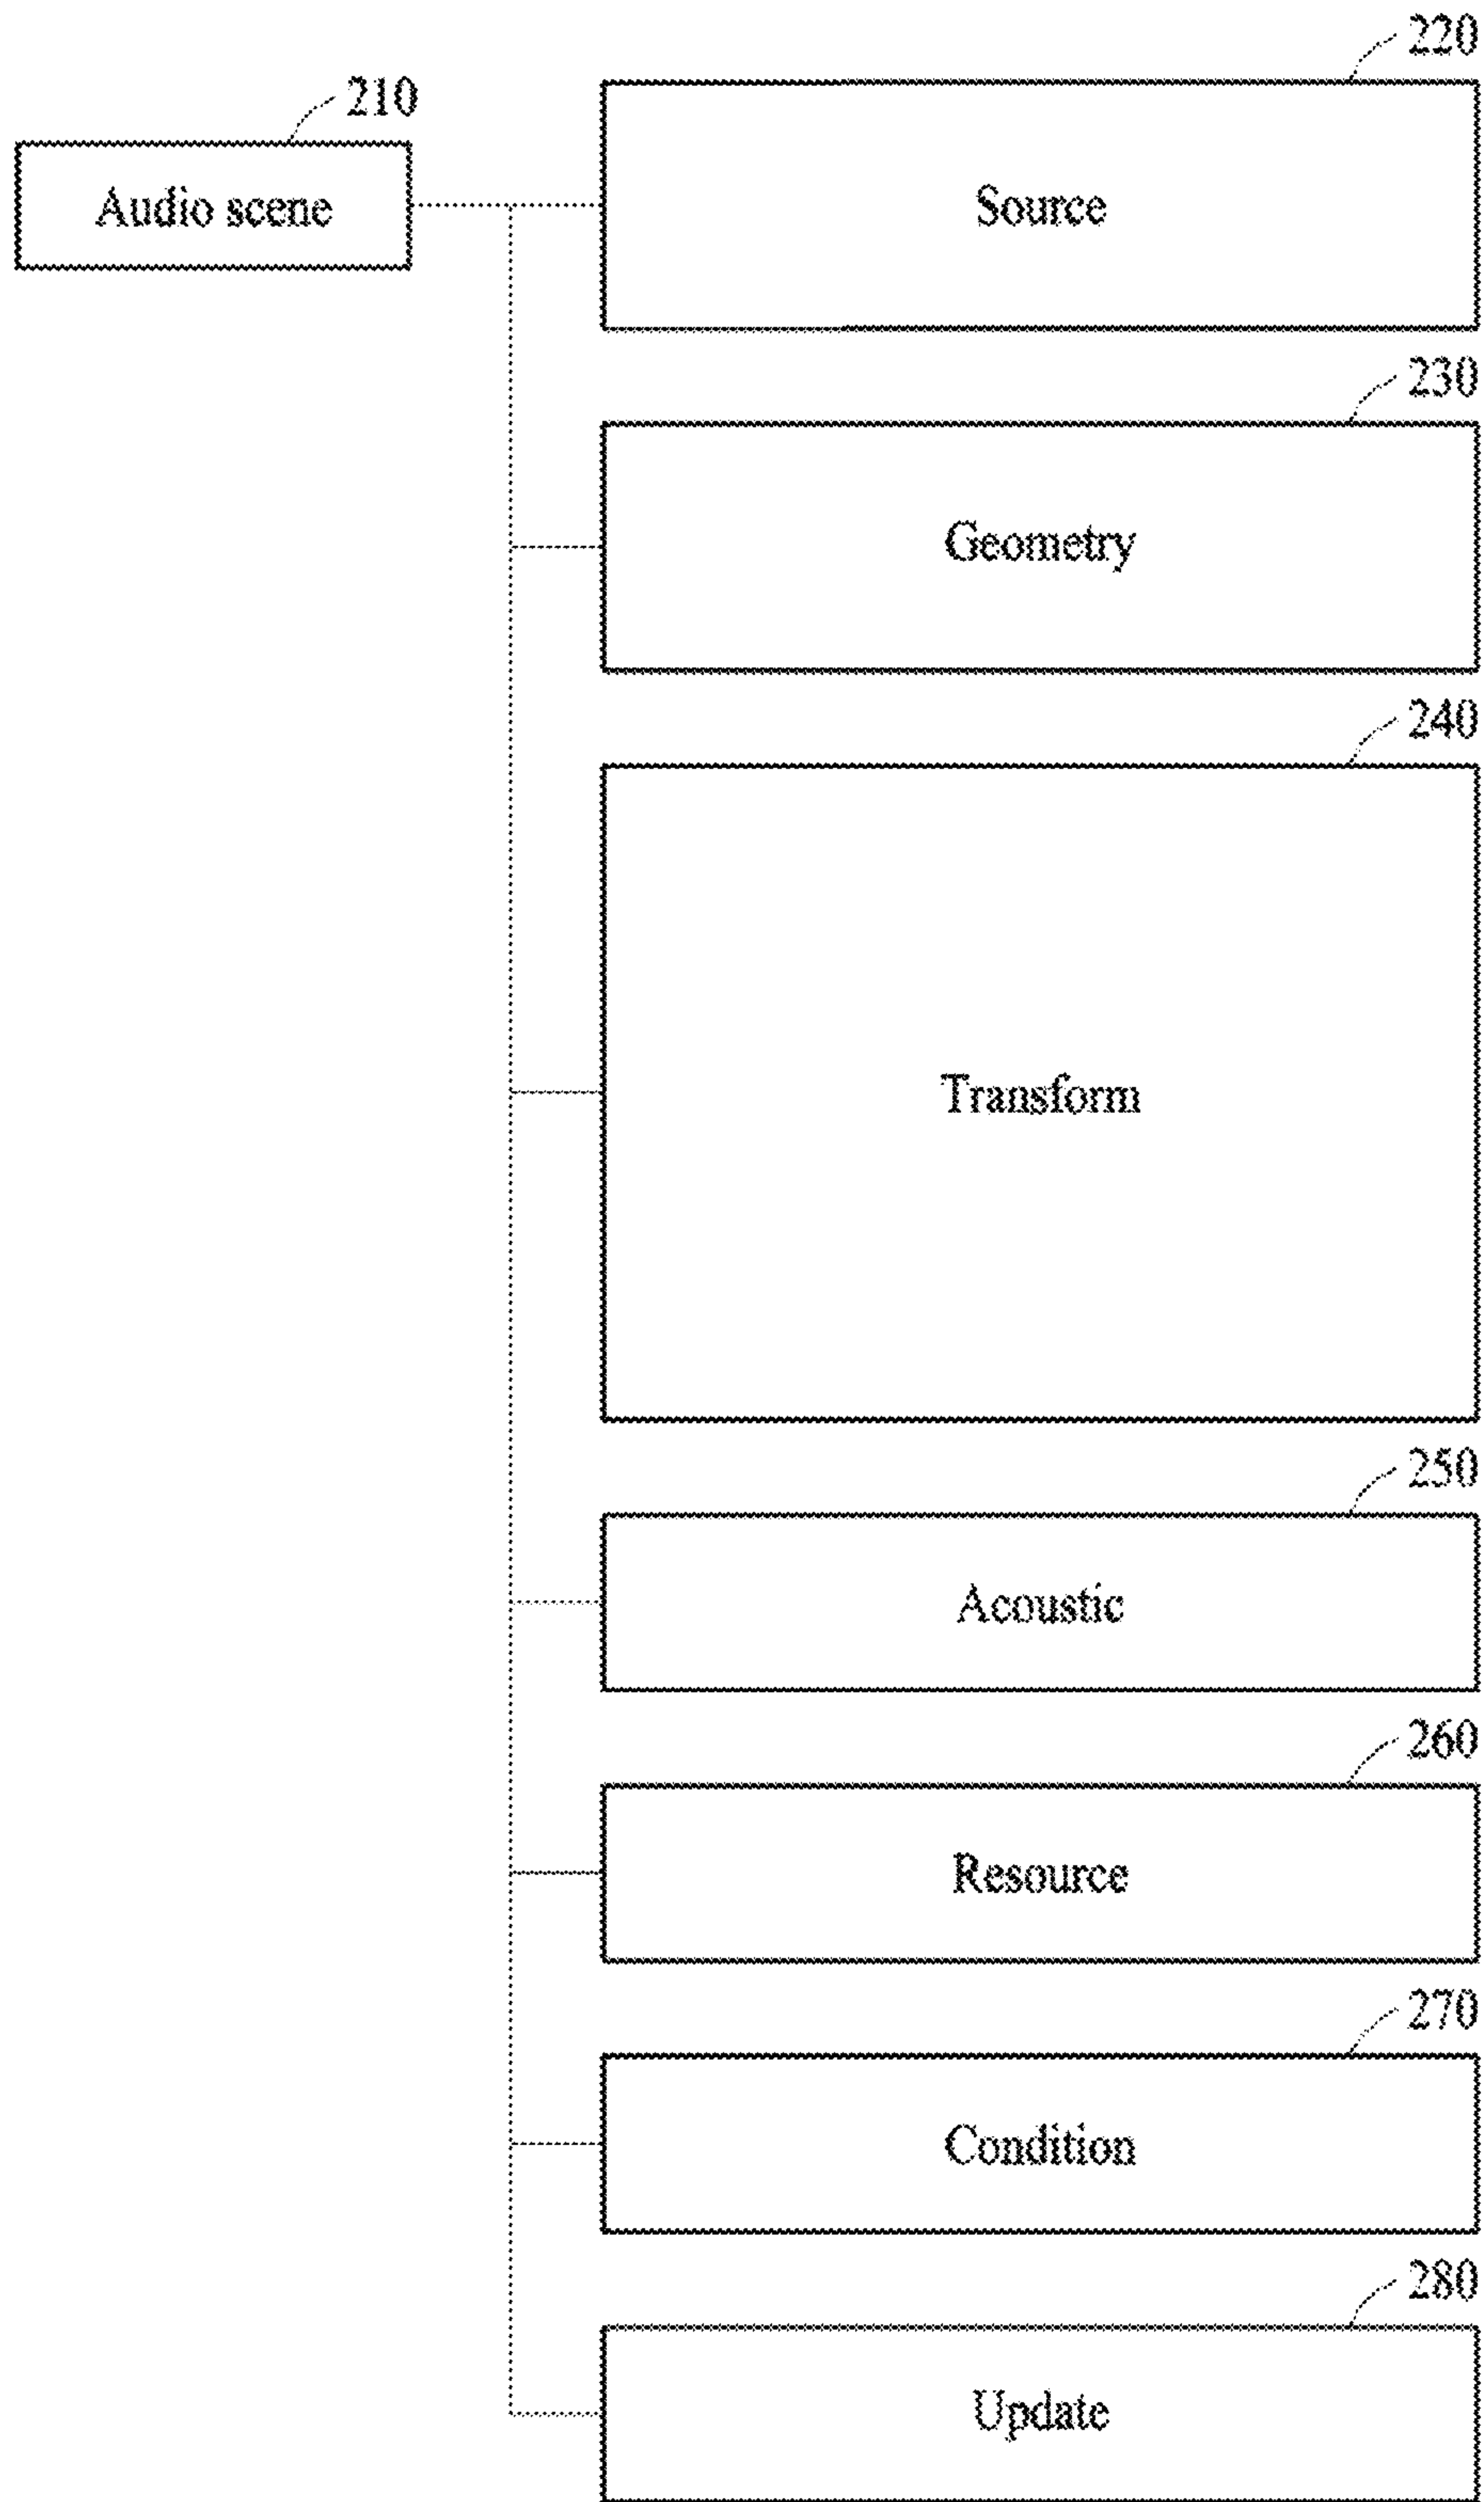 220
210
Audio scene
Source
230
Geometry
240
Transform
250
Acoustic
260
Resource
270
Condition
280
Update